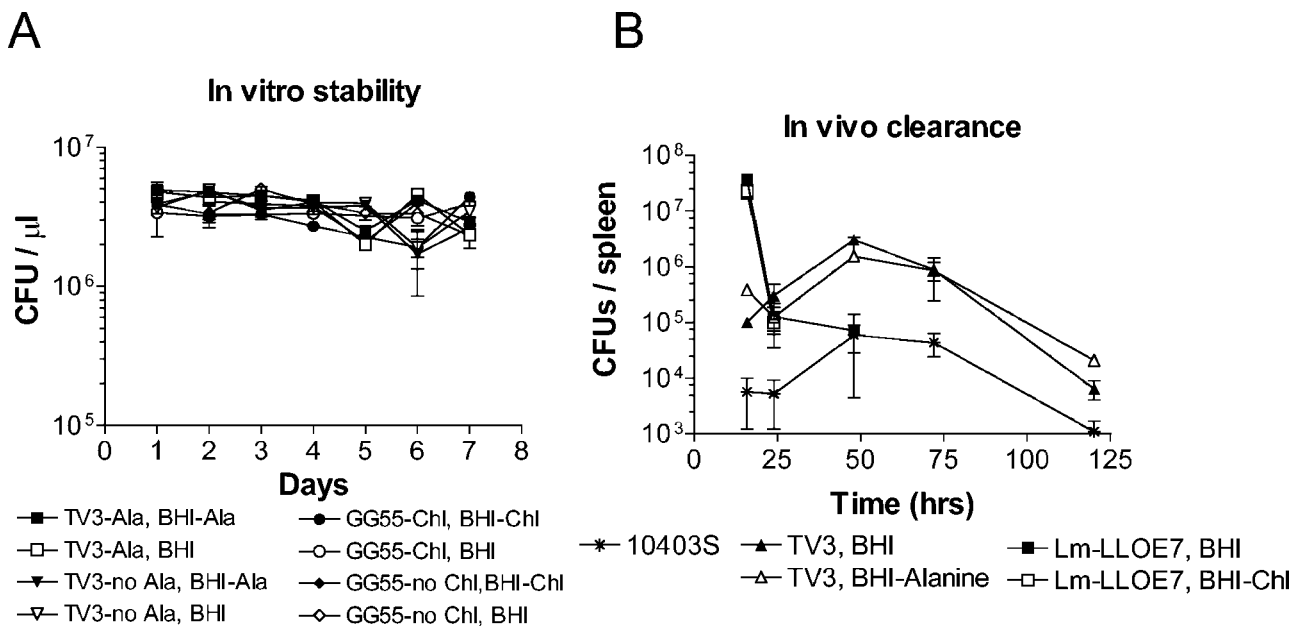 A
In vitro stability
CFU / µl
10^7
10^6
10^5
0 1 2 3 4 5 6 7 8
Days
TV3-Ala, BHI-Ala
TV3-Ala, BHI
TV3-no Ala, BHI-Ala
TV3-no Ala, BHI
GG55-Chl, BHI-Chl
GG55-Chl, BHI
GG55-no Chl,BHI-Chl
GG55-no Chl, BHI
B
In vivo clearance
CFUs / spleen
10^8
10^7
10^6
10^5
10^4
10^3
0 25 50 75 100 125
Time (hrs)
10403S
TV3, BHI
TV3, BHI-Alanine
Lm-LLOE7, BHI
Lm-LLOE7, BHI-Chl